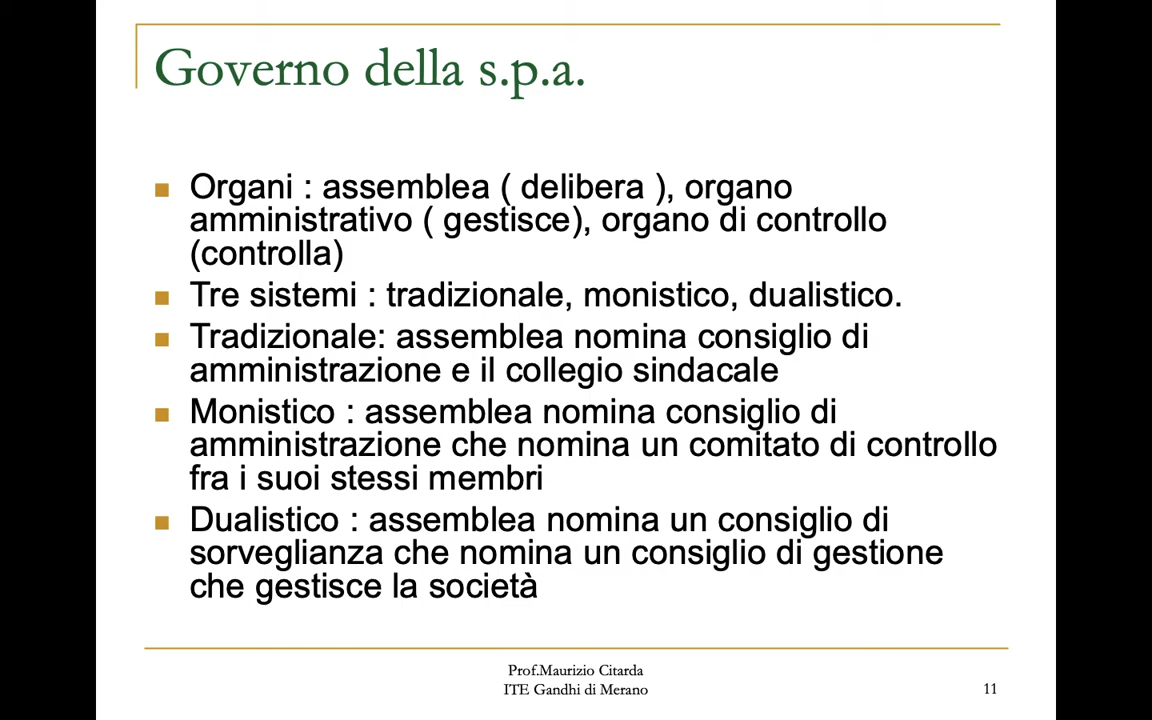 Governo della s.p.a.
Organi : assemblea ( delibera ), organo
amministrativo ( gestisce), organo di controllo
(controlla)
Tre sistemi : tradizionale, monistico, dualistico.
Tradizionale: assemblea nomina consiglio di
amministrazione e il collegio sindacale
Monistico : assemblea nomina consiglio di
amministrazione che nomina un comitato di controllo
fra i suoi stessi membri
Dualistico : assemblea nomina un consiglio di
sorveglianza che nomina un consiglio di gestione
che gestisce la società
Prof.Maurizio Citarda
ITE Gandhi di Merano
11